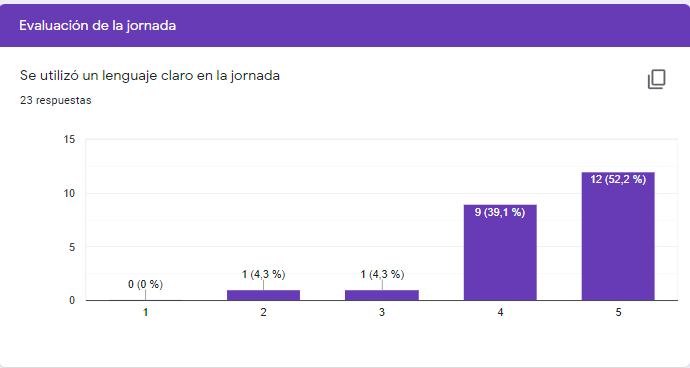 Evaluación de la jornada
Se utilizó un lenguaje claro en la jornada
23 respuestas
15
10
5
0
0 (0 %)
1 (4,3 %)
1 (4,3 %)
9 (39,1 %)
12 (52,2 %)
1
2
3
4
5